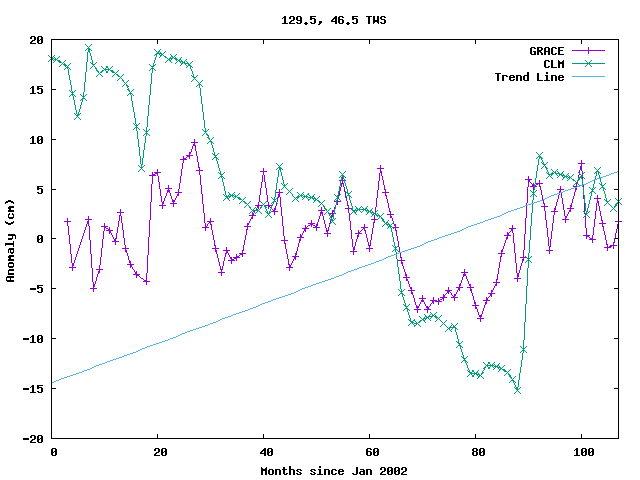 129.5, 46.5 TWS
GRACE
CLM
Trend Line
Anomaly (cm)
20
15
10
5
0
-5
-10
-15
-20
0 20 40 60 80 100
Months since Jan 2002